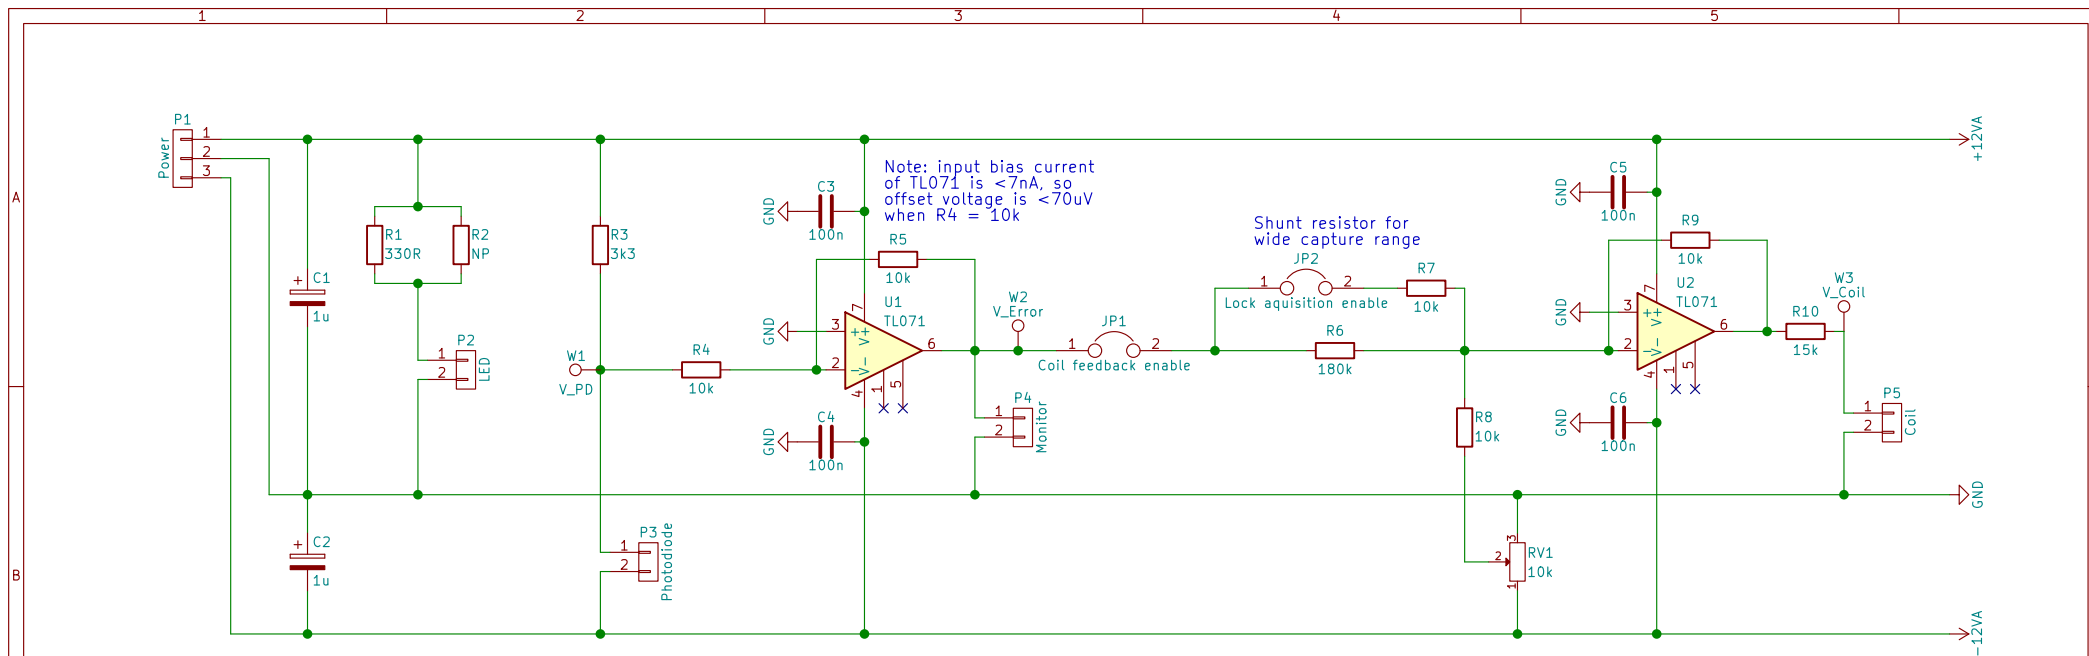 1 2 3 4 5
A
B
P1
Power
1
2
3
C1
+
1u
C2
+
1u
R1
330R
R2
NP
P2
LED
1
2
R3
3k3
W1
V_PD
P3
Photodiode
1
2
R4
10k
C3
GND
100n
Note: input bias current
of TL071 is <7nA, so
offset voltage is <70uV
when R4 = 10k
R5
10k
U1
TL071
GND
3
2
7
6
4
1
5
+
V+
−
V-
C4
GND
100n
W2
V_Error
P4
Monitor
1
2
JP1
1
2
Coil feedback enable
Shunt resistor for
wide capture range
JP2
1
2
Lock aquisition enable
R7
10k
R6
180k
R8
10k
RV1
10k
3
2
1
C5
GND
100n
R9
10k
U2
TL071
GND
3
2
7
6
4
1
5
+
V+
−
V-
C6
GND
100n
R10
15k
W3
V_Coil
P5
Coil
1
2
+12VA
GND
-12VA